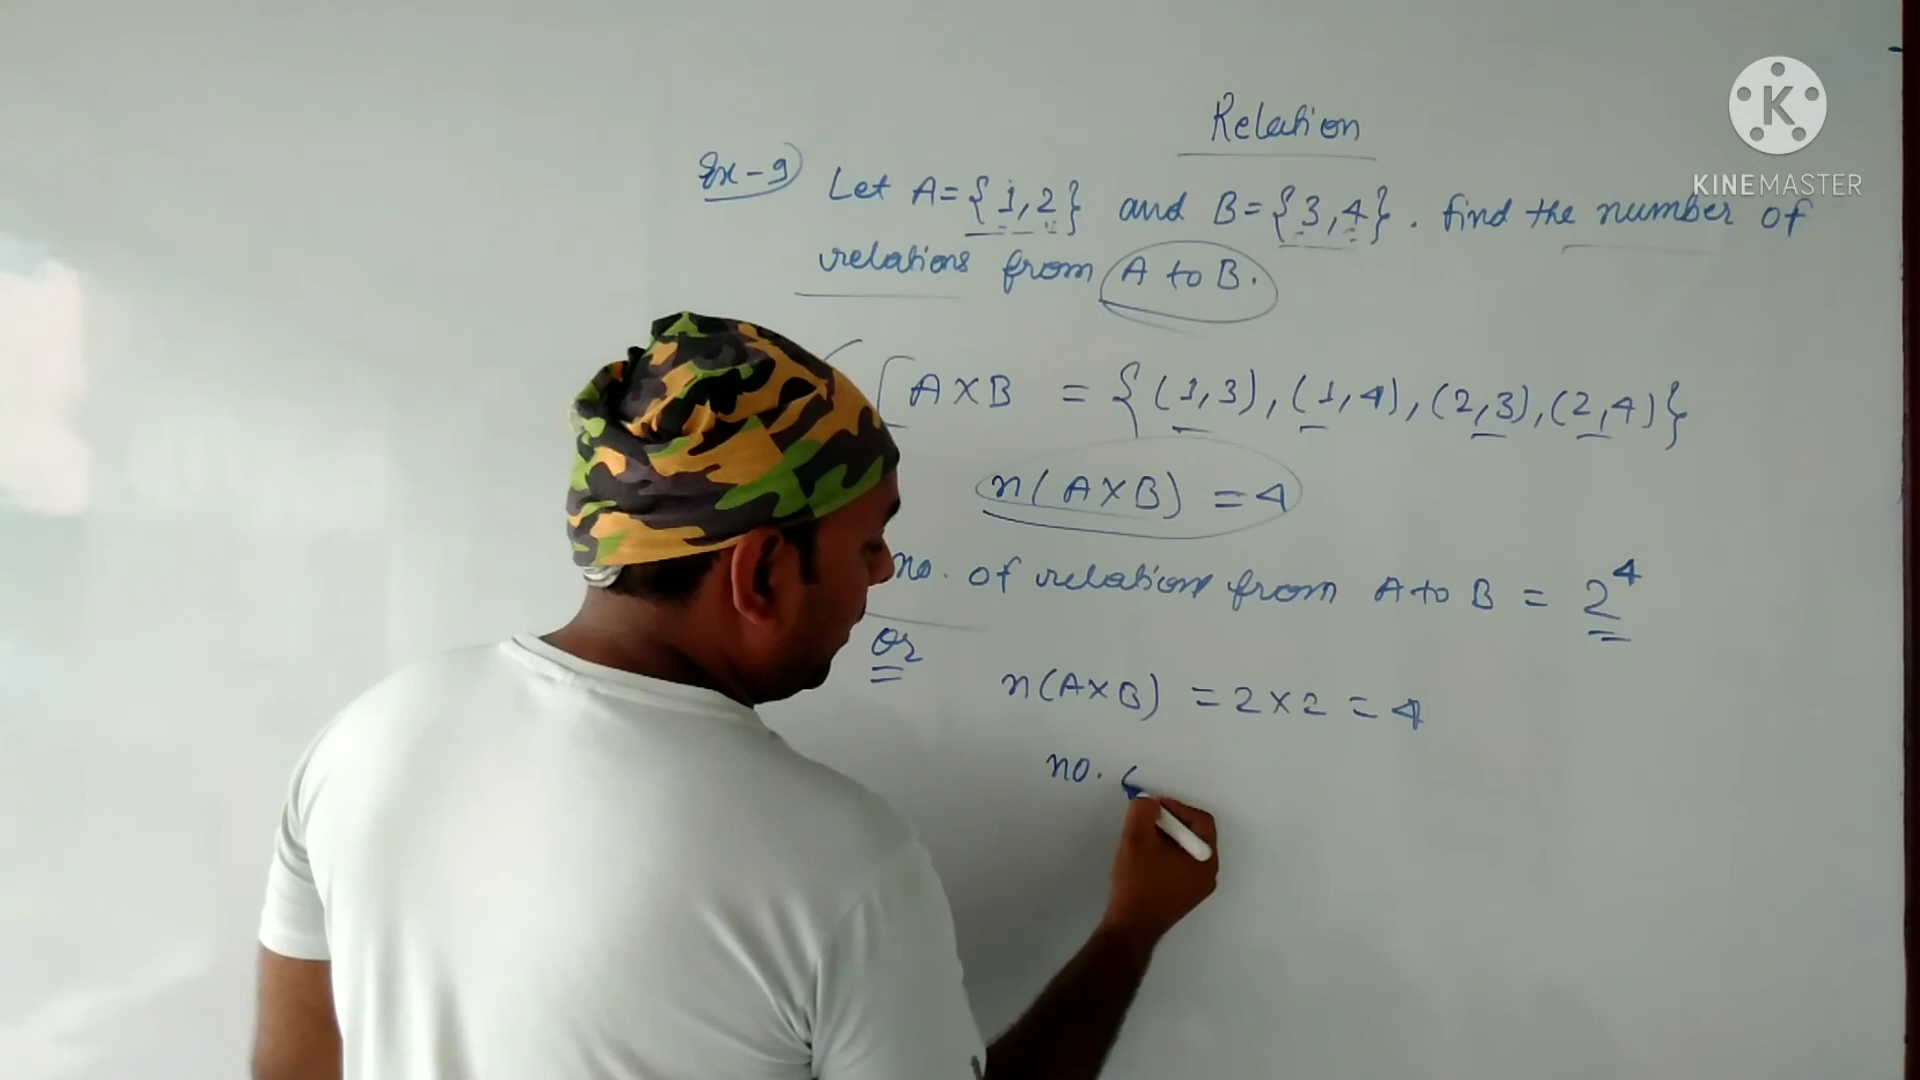 Relation
Ex-9) Let A={1,2} and B={3,4}. find the number of
relations from A to B.
A×B = {(1,3),(1,4),(2,3),(2,4)}
n(A×B) =4
no. of relations from A to B = 2⁴
or
n(A×B) =2×2=4
no.
K
KINEMASTER